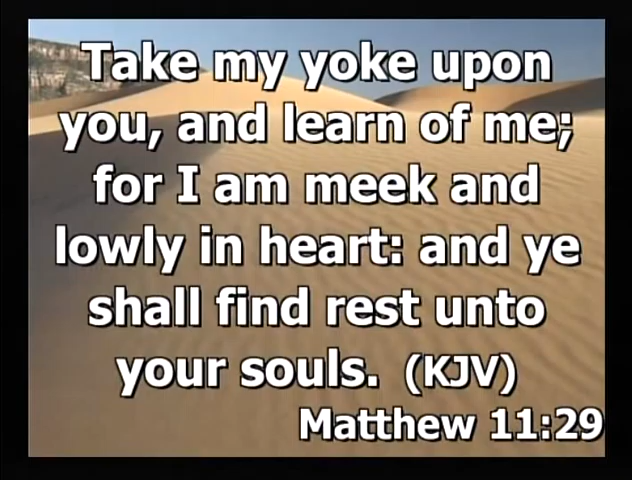 Take my yoke upon
you, and learn of me;
for I am meek and
lowly in heart: and ye
shall find rest unto
your souls. (KJV)
Matthew 11:29